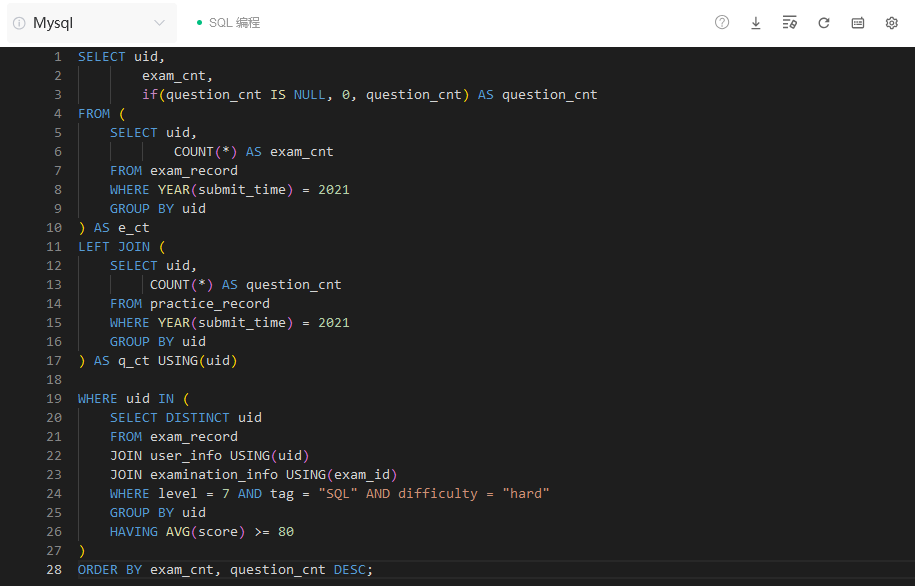 Mysql
SQL 编程
1 SELECT uid,
2 exam_cnt,
3 if(question_cnt IS NULL, 0, question_cnt) AS question_cnt
4 FROM (
5 SELECT uid,
6 COUNT(*) AS exam_cnt
7 FROM exam_record
8 WHERE YEAR(submit_time) = 2021
9 GROUP BY uid
10 ) AS e_ct
11 LEFT JOIN (
12 SELECT uid,
13 COUNT(*) AS question_cnt
14 FROM practice_record
15 WHERE YEAR(submit_time) = 2021
16 GROUP BY uid
17 ) AS q_ct USING(uid)
18
19 WHERE uid IN (
20 SELECT DISTINCT uid
21 FROM exam_record
22 JOIN user_info USING(uid)
23 JOIN examination_info USING(exam_id)
24 WHERE level = 7 AND tag = "SQL" AND difficulty = "hard"
25 GROUP BY uid
26 HAVING AVG(score) >= 80
27 )
28 ORDER BY exam_cnt, question_cnt DESC;